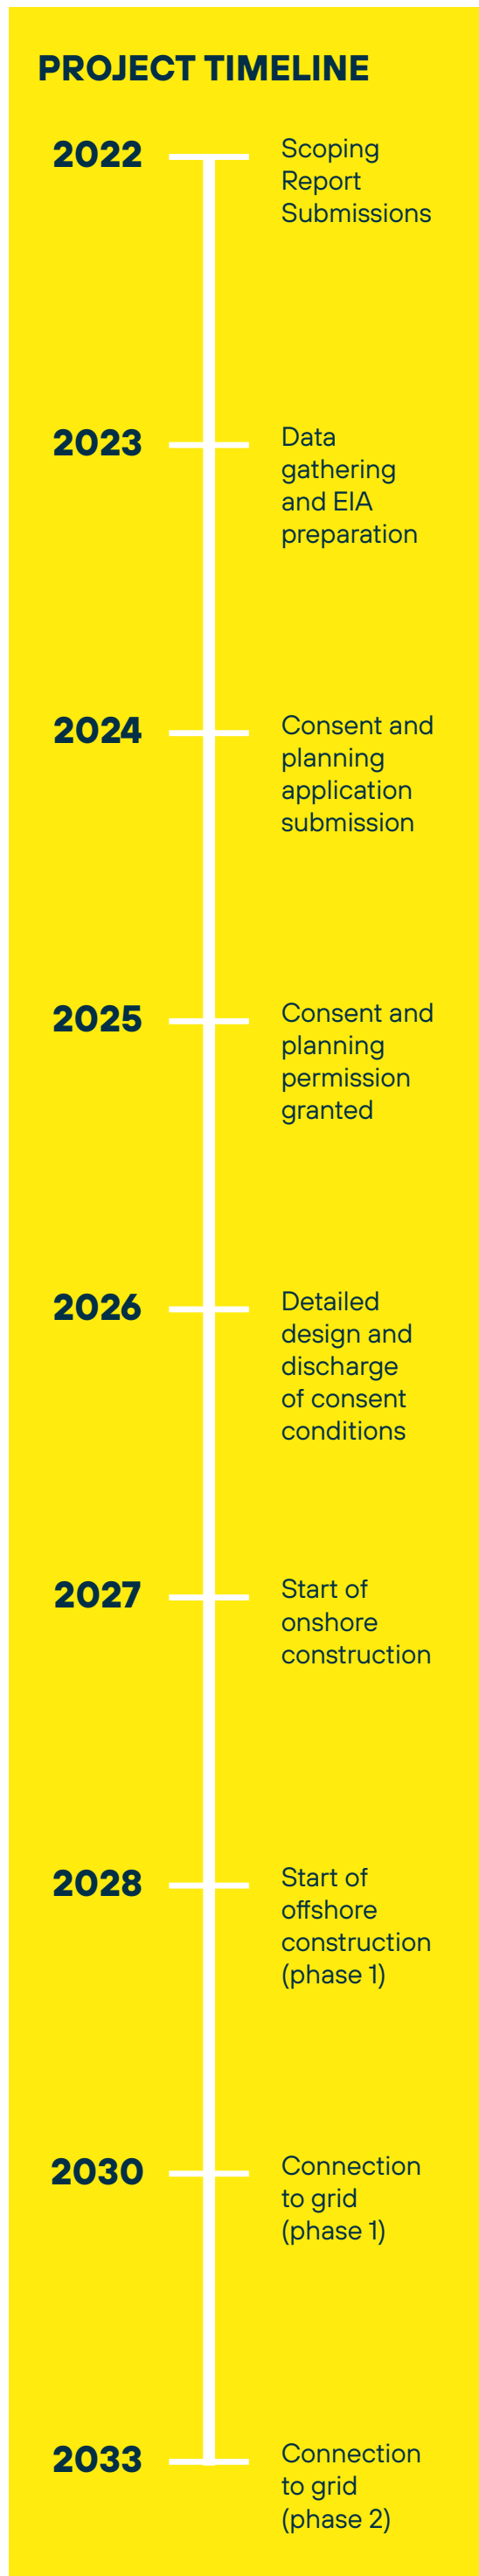 PROJECT TIMELINE
2022
Scoping
Report
Submissions
2023
Data
gathering
and EIA
preparation
2024
Consent and
planning
application
submission
2025
Consent and
planning
permission
granted
2026
Detailed
design and
discharge
of consent
conditions
2027
Start of
onshore
construction
2028
Start of
offshore
construction
(phase 1)
2030
Connection
to grid
(phase 1)
2033
Connection
to grid
(phase 2)